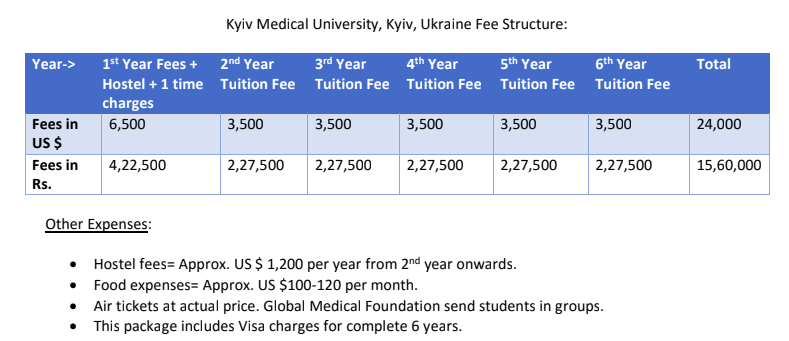 Kyiv Medical University, Kyiv, Ukraine Fee Structure:
Year-> 1st Year Fees + 2nd Year 3rd Year 4th Year 5th Year 6th Year Total
Hostel + 1 time Tuition Fee Tuition Fee Tuition Fee Tuition Fee Tuition Fee
charges
Fees in 6,500 3,500 3,500 3,500 3,500 3,500 24,000
US $
Fees in 4,22,500 2,27,500 2,27,500 2,27,500 2,27,500 2,27,500 15,60,000
Rs.
Other Expenses:
• Hostel fees= Approx. US $ 1,200 per year from 2nd year onwards.
• Food expenses= Approx. US $100-120 per month.
• Air tickets at actual price. Global Medical Foundation send students in groups.
• This package includes Visa charges for complete 6 years.